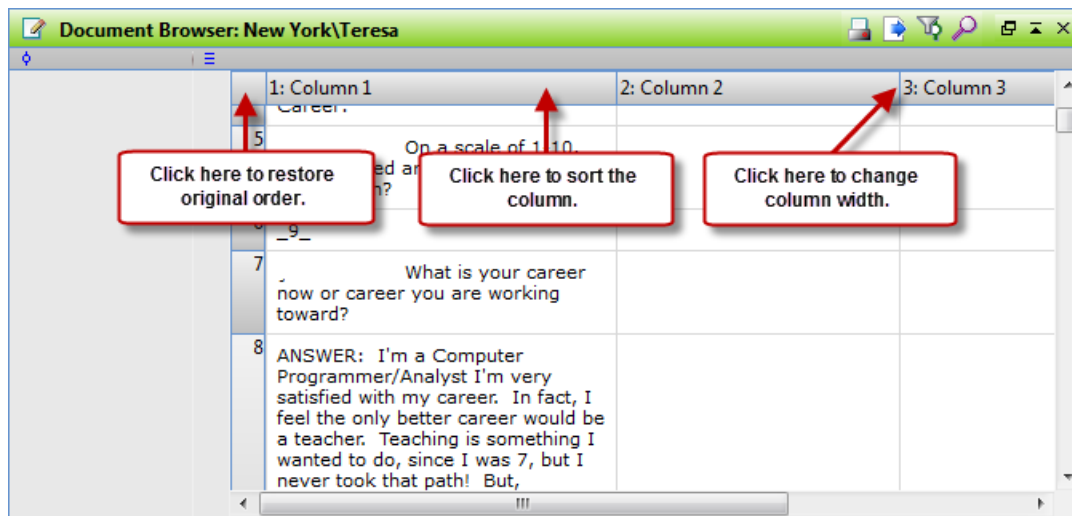 Document Browser: New York\Teresa
1: Column 1
2: Column 2
3: Column 3
Career?
5
On a scale of 1-10,
Click here to restore
original order.
Click here to sort the
column.
Click here to change
column width.
_9_
7
What is your career
now or career you are working
toward?
8
ANSWER: I'm a Computer
Programmer/Analyst I'm very
satisfied with my career. In fact, I
feel the only better career would be
a teacher. Teaching is something I
wanted to do, since I was 7, but I
never took that path! But,